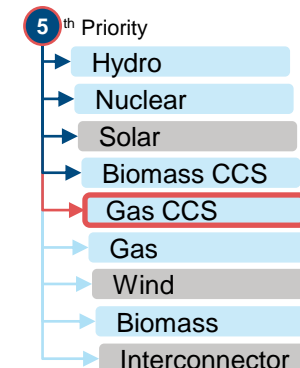 5th Priority
Hydro
Nuclear
Solar
Biomass CCS
Gas CCS
Gas
Wind
Biomass
Interconnector